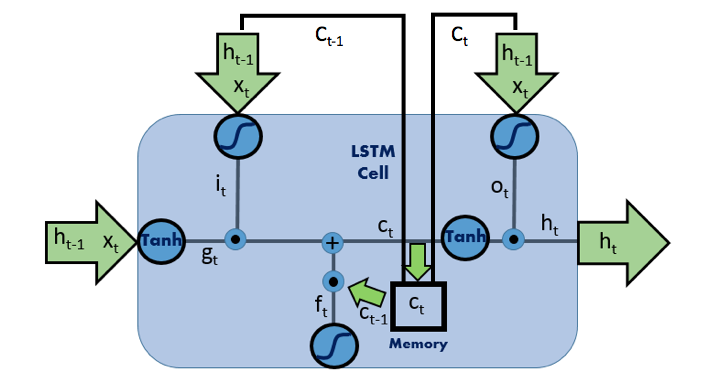 C_{t-1}
C_t
h_{t-1}
x_t
h_{t-1}
x_t
LSTM
Cell
i_t
o_t
h_{t-1} x_t
Tanh
g_t
+
c_t
Tanh
h_t
h_t
f_t
c_{t-1}
c_t
Memory